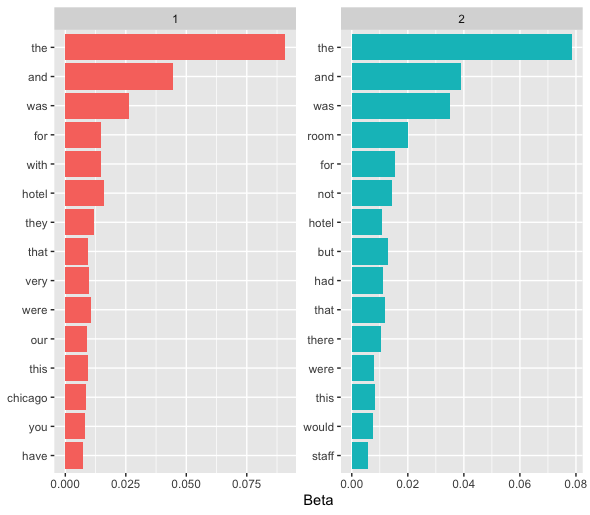 1
the
and
was
for
with
hotel
they
that
very
were
our
this
chicago
you
have
0.000 0.025 0.050 0.075
2
the
and
was
room
for
not
hotel
but
had
that
there
were
this
would
staff
0.00 0.02 0.04 0.06 0.08
Beta